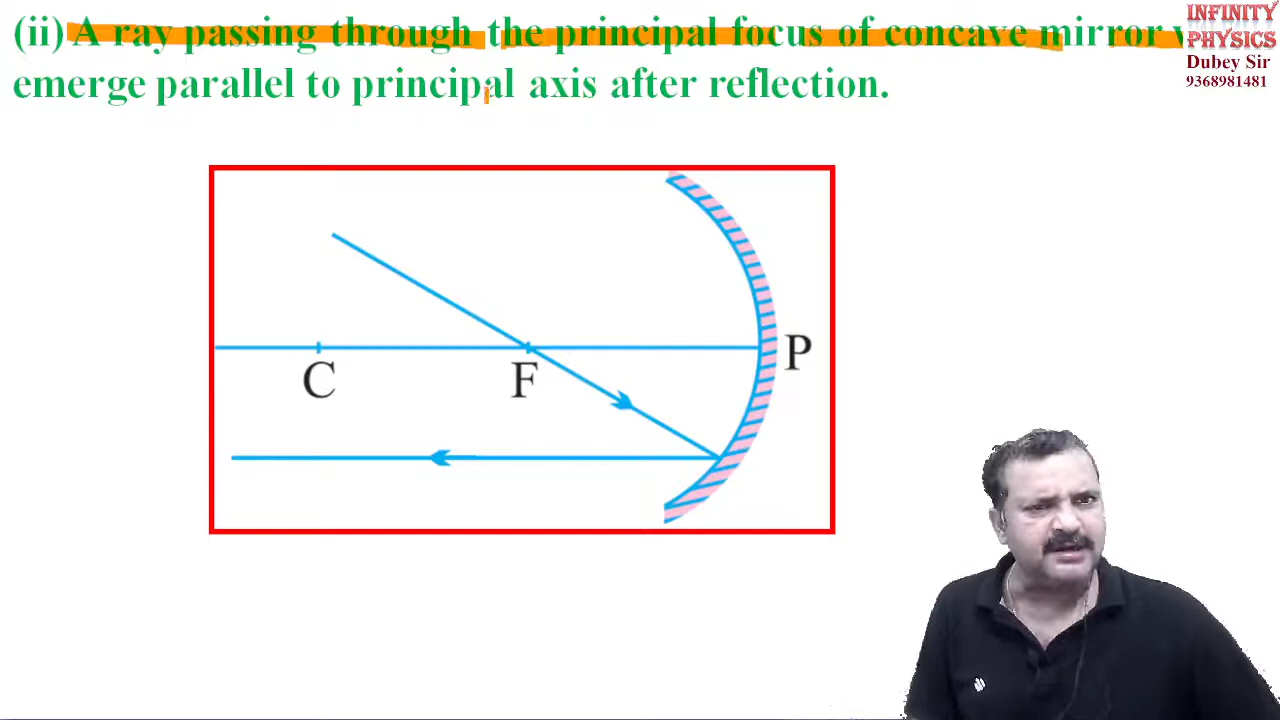 (ii) A ray passing through the principal focus of concave mirror
emerge parallel to principal axis after reflection.
INFINITY
PHYSICS
Dubey Sir
9368981481
C
F
P